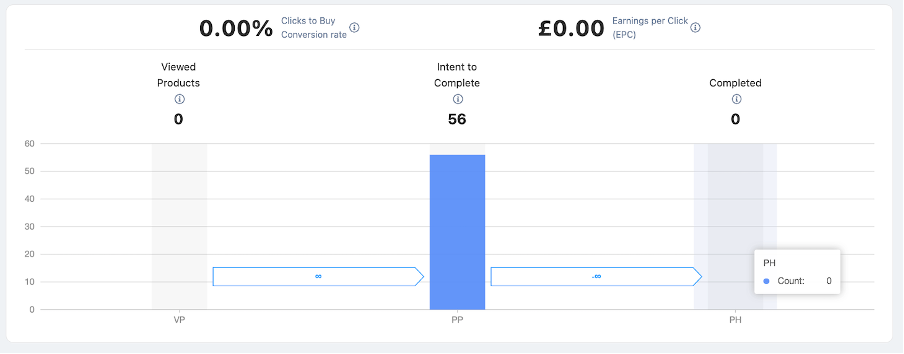 0.00% Clicks to Buy
Conversion rate
£0.00 Earnings per Click
(EPC)
Viewed
Products
0
Intent to
Complete
56
Completed
0
60
50
40
30
20
10
0
∞
-∞
PH
Count: 0
VP
PP
PH